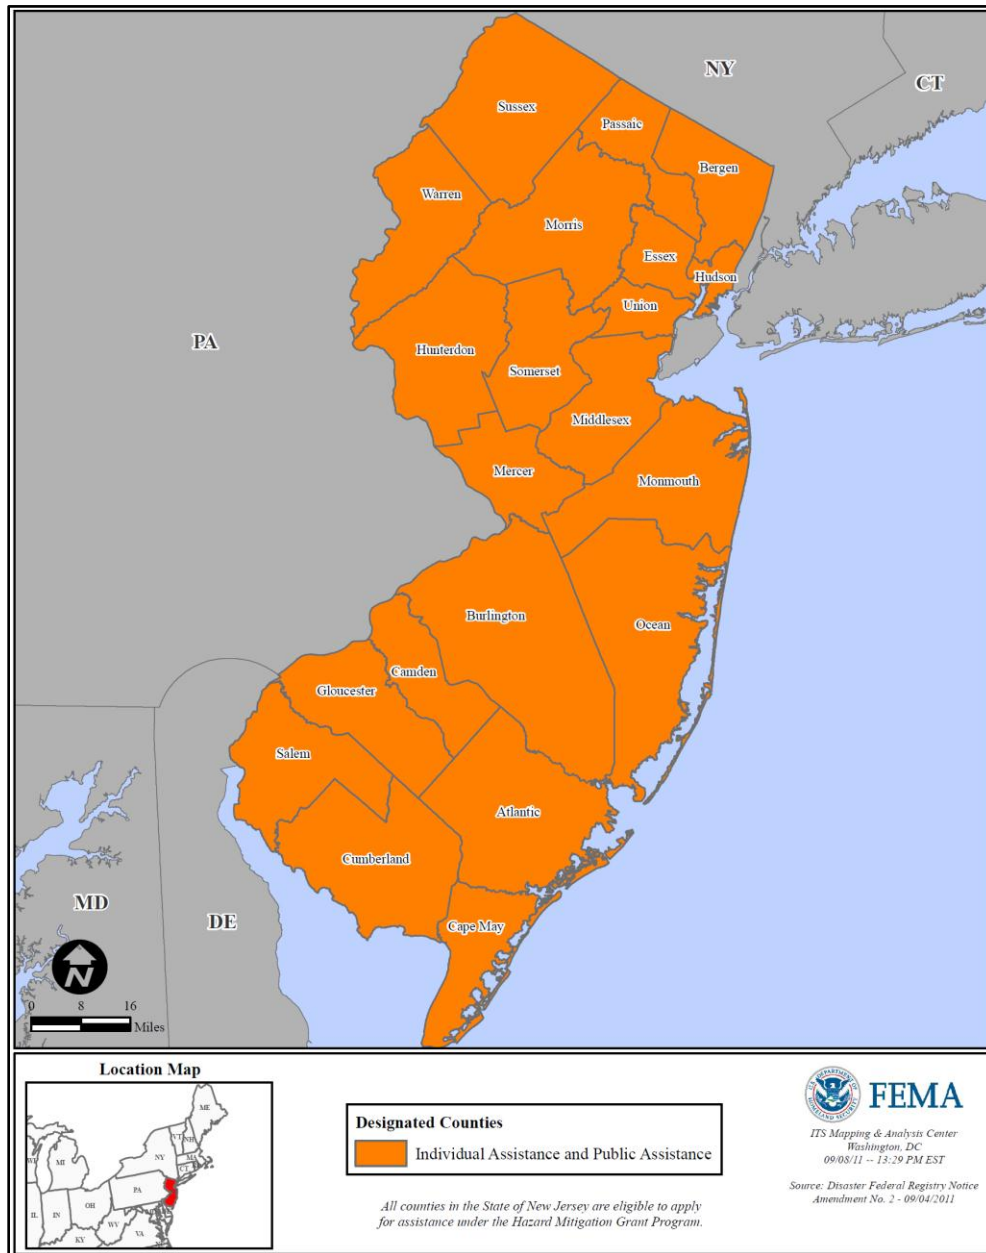 NY
CT
Sussex
Passaic
Bergen
Warren
Morris
Essex
Hudson
Union
PA
Hunterdon
Somerset
Middlesex
Mercer
Monmouth
Burlington
Ocean
Camden
Gloucester
Salem
Atlantic
Cumberland
MD
DE
Cape May
N
0 8 16
Miles
Location Map
ME
VT
NH
NY
MA
CT
WI
MI
PA
IL
IN
OH
WV
KY
VA
Designated Counties
Individual Assistance and Public Assistance
All counties in the State of New Jersey are eligible to apply
for assistance under the Hazard Mitigation Grant Program.
U.S. DEPARTMENT OF
HOMELAND SECURITY
FEMA
ITS Mapping & Analysis Center
Washington, DC
09/08/11 -- 13:29 PM EST
Source: Disaster Federal Registry Notice
Amendment No. 2 - 09/04/2011